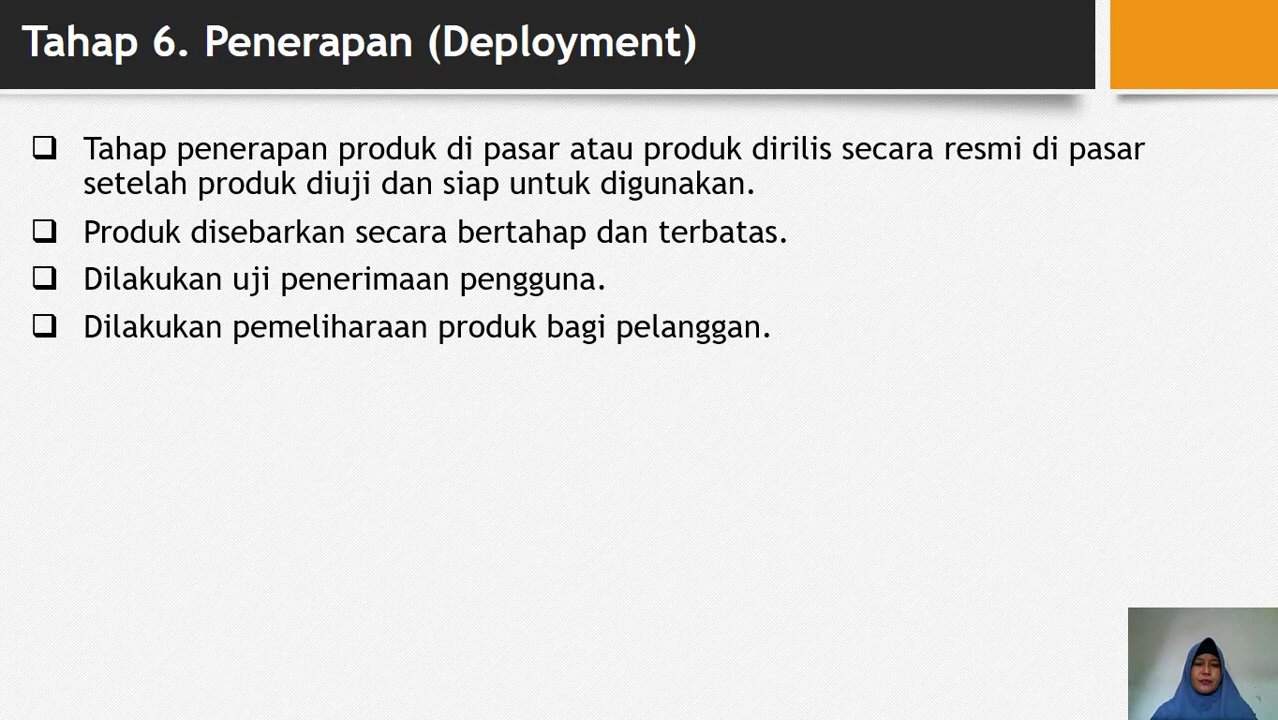 Tahap 6. Penerapan (Deployment)
Tahap penerapan produk di pasar atau produk dirilis secara resmi di pasar
setelah produk diuji dan siap untuk digunakan.
Produk disebarkan secara bertahap dan terbatas.
Dilakukan uji penerimaan pengguna.
Dilakukan pemeliharaan produk bagi pelanggan.